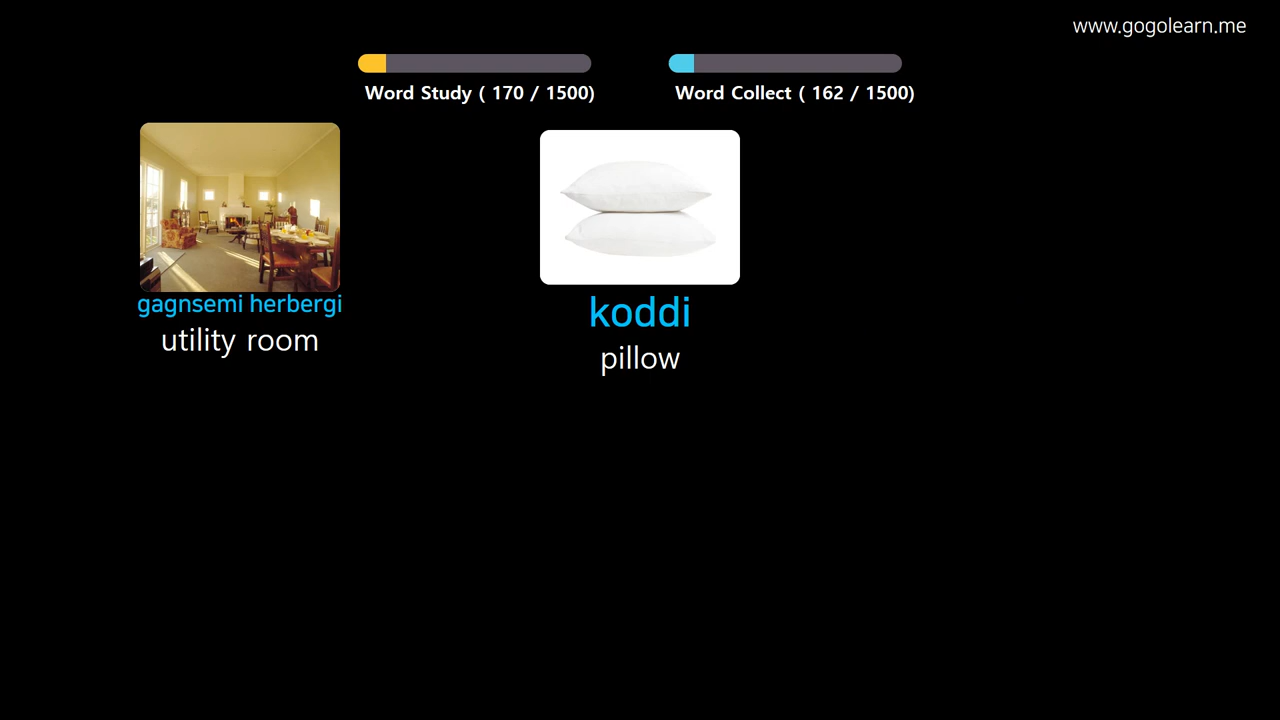 www.gogolearn.me
Word Study ( 170 / 1500)
Word Collect ( 162 / 1500)
gagnsemi herbergi
utility room
koddi
pillow